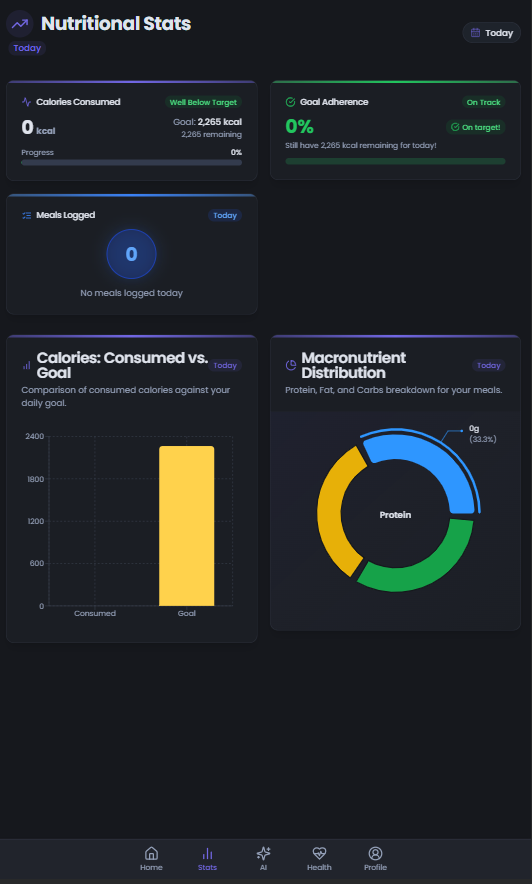 Nutritional Stats
Today
Today
Calories Consumed
Well Below Target
0 kcal
Goal: 2,265 kcal
2,265 remaining
Progress
0%
Goal Adherence
On Track
0%
On target!
Still have 2,265 kcal remaining for today!
Meals Logged
Today
0
No meals logged today
Calories: Consumed vs.
Goal
Today
Comparison of consumed calories against your
daily goal.
2400
1800
1200
600
0
Consumed
Goal
Macronutrient
Distribution
Today
Protein, Fat, and Carbs breakdown for your meals.
0g
(33.3%)
Protein
Home
Stats
AI
Health
Profile